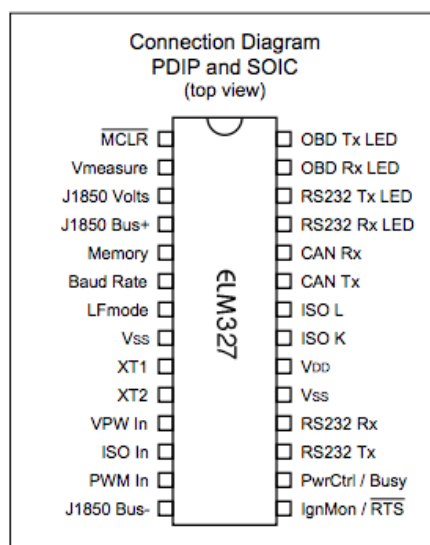 Connection Diagram
PDIP and SOIC
(top view)
MCLR
Vmeasure
J1850 Volts
J1850 Bus+
Memory
Baud Rate
LFmode
VSS
XT1
XT2
VPW In
ISO In
PWM In
J1850 Bus-
ELM327
OBD Tx LED
OBD Rx LED
RS232 Tx LED
RS232 Rx LED
CAN Rx
CAN Tx
ISO L
ISO K
VDD
VSS
RS232 Rx
RS232 Tx
PwrCtrl / Busy
IgnMon / RTS